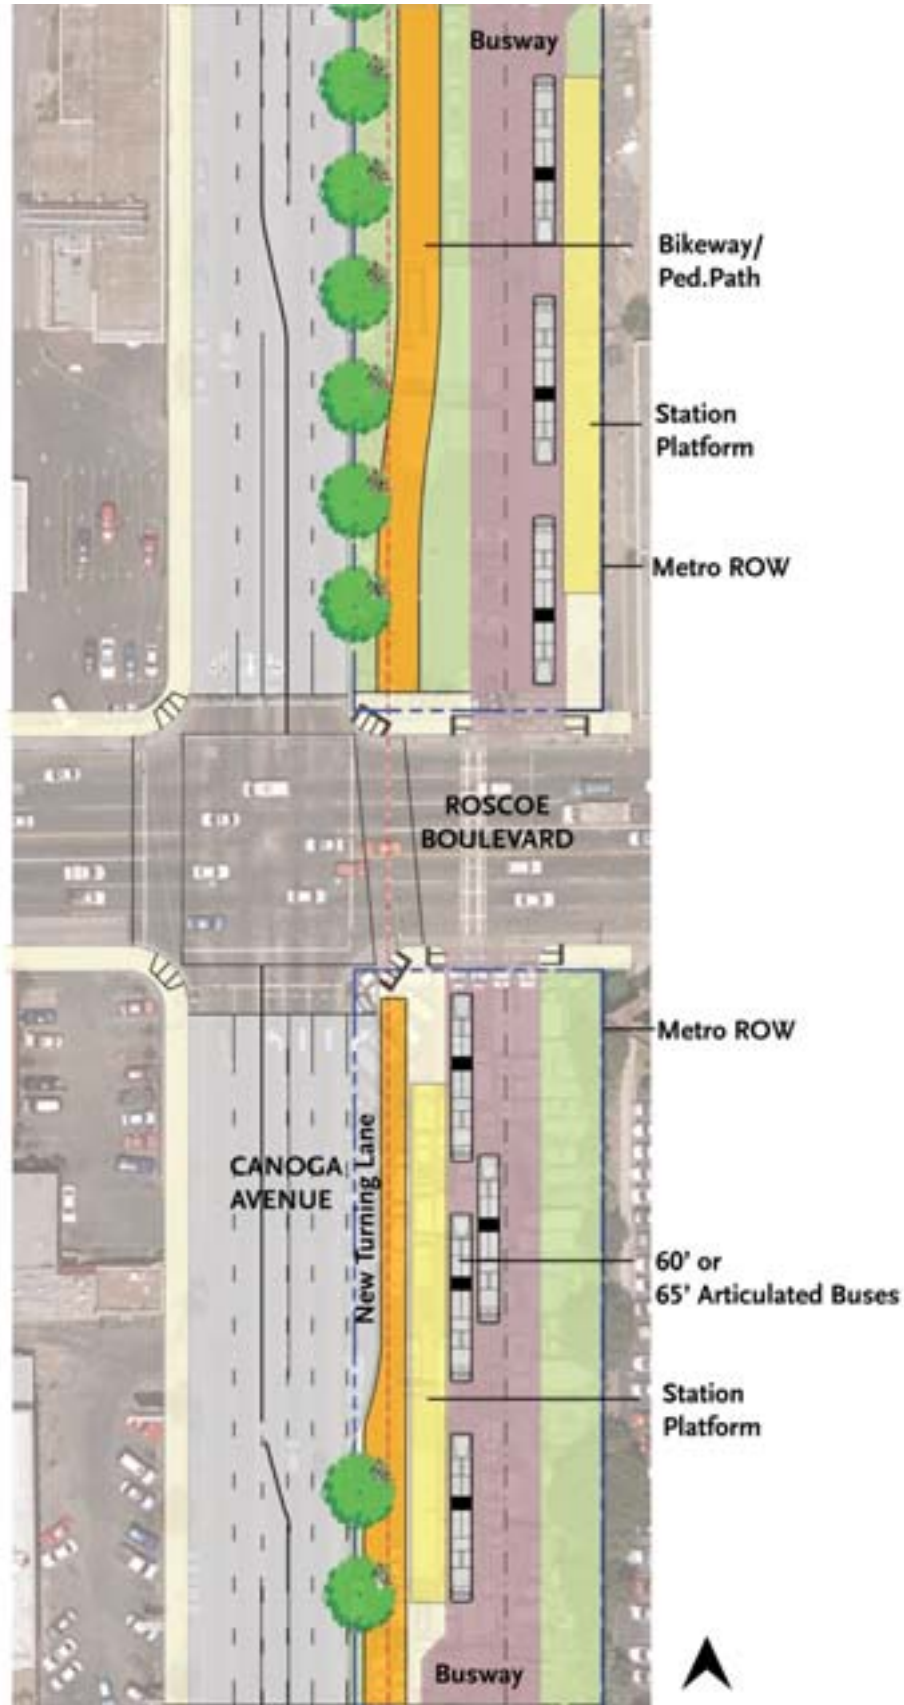 Busway
Bikeway/
Ped.Path
Station
Platform
Metro ROW
ROSCOE
BOULEVARD
Metro ROW
CANOGA
AVENUE
New Turning Lane
60' or
65' Articulated Buses
Station
Platform
Busway